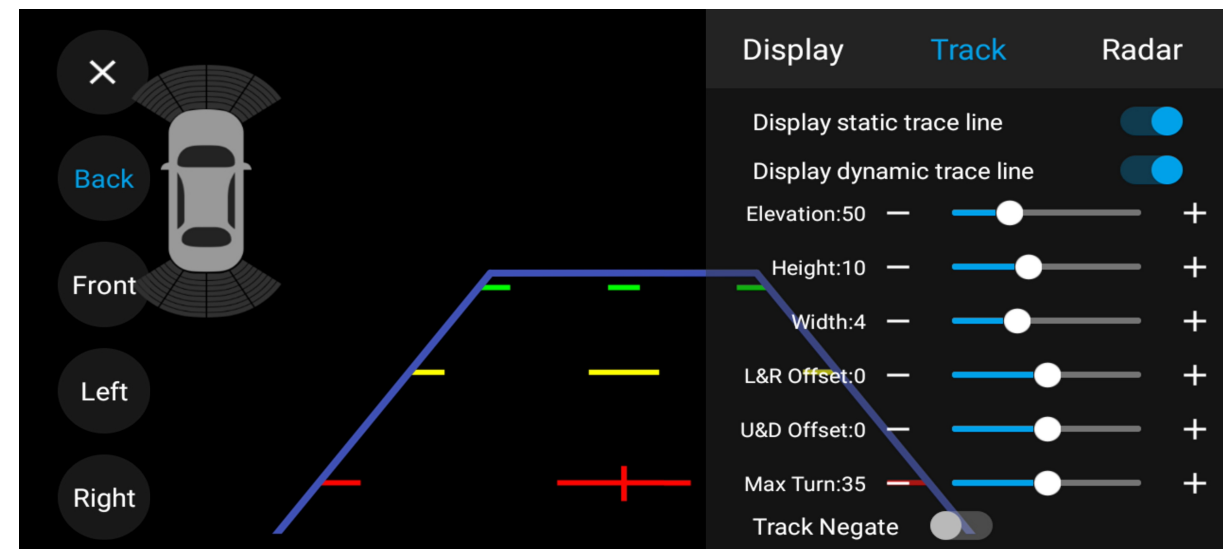 Display Track Radar
Back
Front
Left
Right
Display static trace line
Display dynamic trace line
Elevation:50
Height:10
Width:4
L&R Offset:0
U&D Offset:0
Max Turn:35
Track Negate